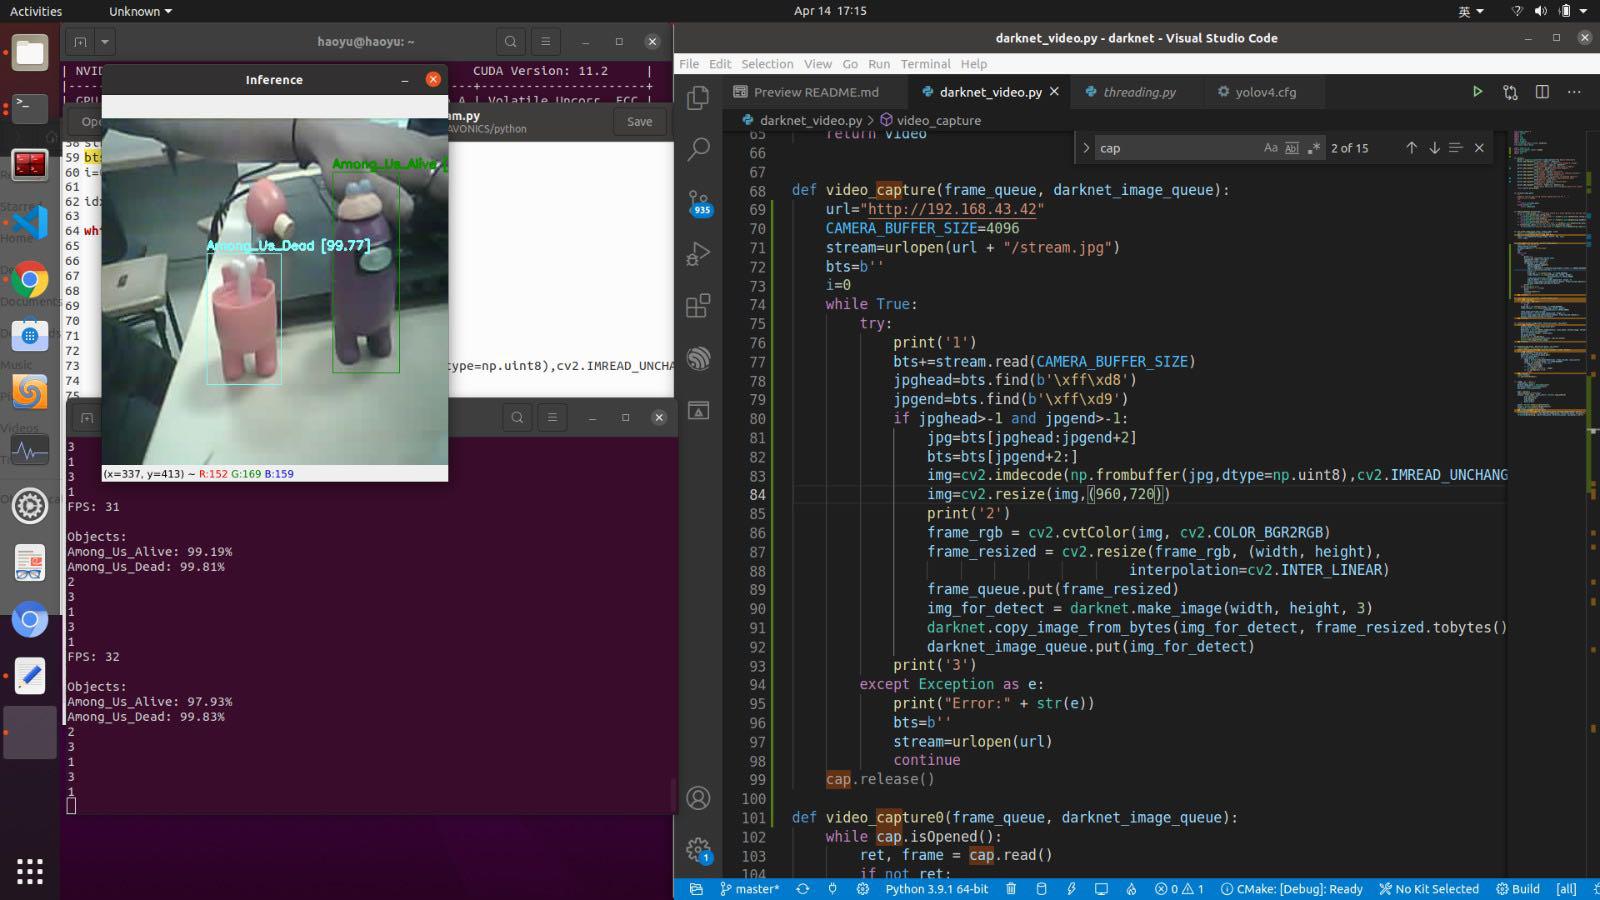 Activities
Unknown
Apr 14 17:15
英
haoyu@haoyu: ~
NVID
CUDA Version: 11.2
Volatile Uncorr. ECC
Inference
Save
AVONICS/python
59 bts
60 i=
61
62 idx
63
64 wh
65
66
67
68
69
70
71
72
73
74
75
type=np.uint8),cv2.IMREAD_UNCHA
Among_Us_Alive
Among_Us_Dead [99.77]
(x=337, y=413) ~ R:152 G:169 B:159
3
1
3
1
FPS: 31
Objects:
Among_Us_Alive: 99.19%
Among_Us_Dead: 99.81%
2
3
1
3
1
FPS: 32
Objects:
Among_Us_Alive: 97.93%
Among_Us_Dead: 99.83%
2
3
1
3
1
darknet_video.py - darknet - Visual Studio Code
File Edit Selection View Go Run Terminal Help
Preview README.md
darknet_video.py
threading.py
yolov4.cfg
darknet_video.py > video_capture
cap
Aa
2 of 15
935
65 return video
66
67
68 def video_capture(frame_queue, darknet_image_queue):
69 url="http://192.168.43.42"
70 CAMERA_BUFFER_SIZE=4096
71 stream=urlopen(url + "/stream.jpg")
72 bts=b''
73 i=0
74 while True:
75 try:
76 print('1')
77 bts+=stream.read(CAMERA_BUFFER_SIZE)
78 jpghead=bts.find(b'\xff\xd8')
79 jpgend=bts.find(b'\xff\xd9')
80 if jpghead>-1 and jpgend>-1:
81 jpg=bts[jpghead:jpgend+2]
82 bts=bts[jpgend+2:]
83 img=cv2.imdecode(np.frombuffer(jpg,dtype=np.uint8),cv2.IMREAD_UNCHANG
84 img=cv2.resize(img,(960,720))
85 print('2')
86 frame_rgb = cv2.cvtColor(img, cv2.COLOR_BGR2RGB)
87 frame_resized = cv2.resize(frame_rgb, (width, height),
88 interpolation=cv2.INTER_LINEAR)
89 frame_queue.put(frame_resized)
90 img_for_detect = darknet.make_image(width, height, 3)
91 darknet.copy_image_from_bytes(img_for_detect, frame_resized.tobytes()
92 darknet_image_queue.put(img_for_detect)
93 print('3')
94 except Exception as e:
95 print("Error:" + str(e))
96 bts=b''
97 stream=urlopen(url)
98 continue
99 cap.release()
100
101 def video_capture0(frame_queue, darknet_image_queue):
102 while cap.isOpened():
103 ret, frame = cap.read()
104 if not ret:
1
master*
Python 3.9.1 64-bit
0
1
CMake: [Debug]: Ready
No Kit Selected
Build
[all]